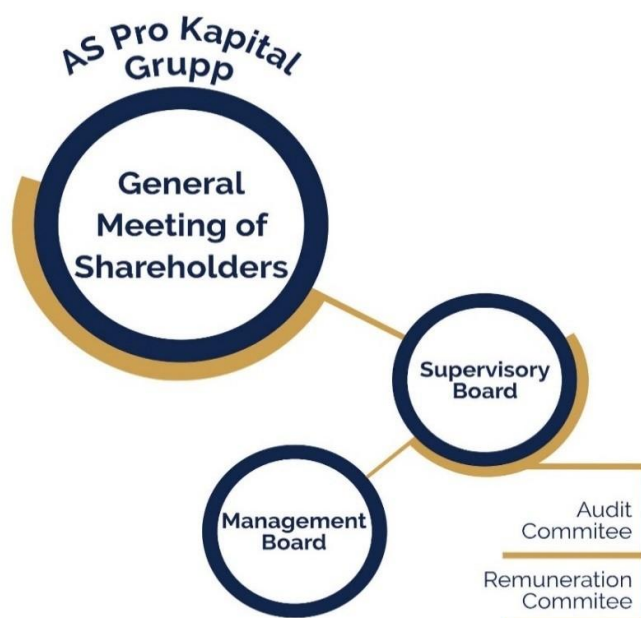 AS Pro Kapital
Grupp
General
Meeting of
Shareholders
Supervisory
Board
Management
Board
Audit
Commitee
Remuneration
Commitee